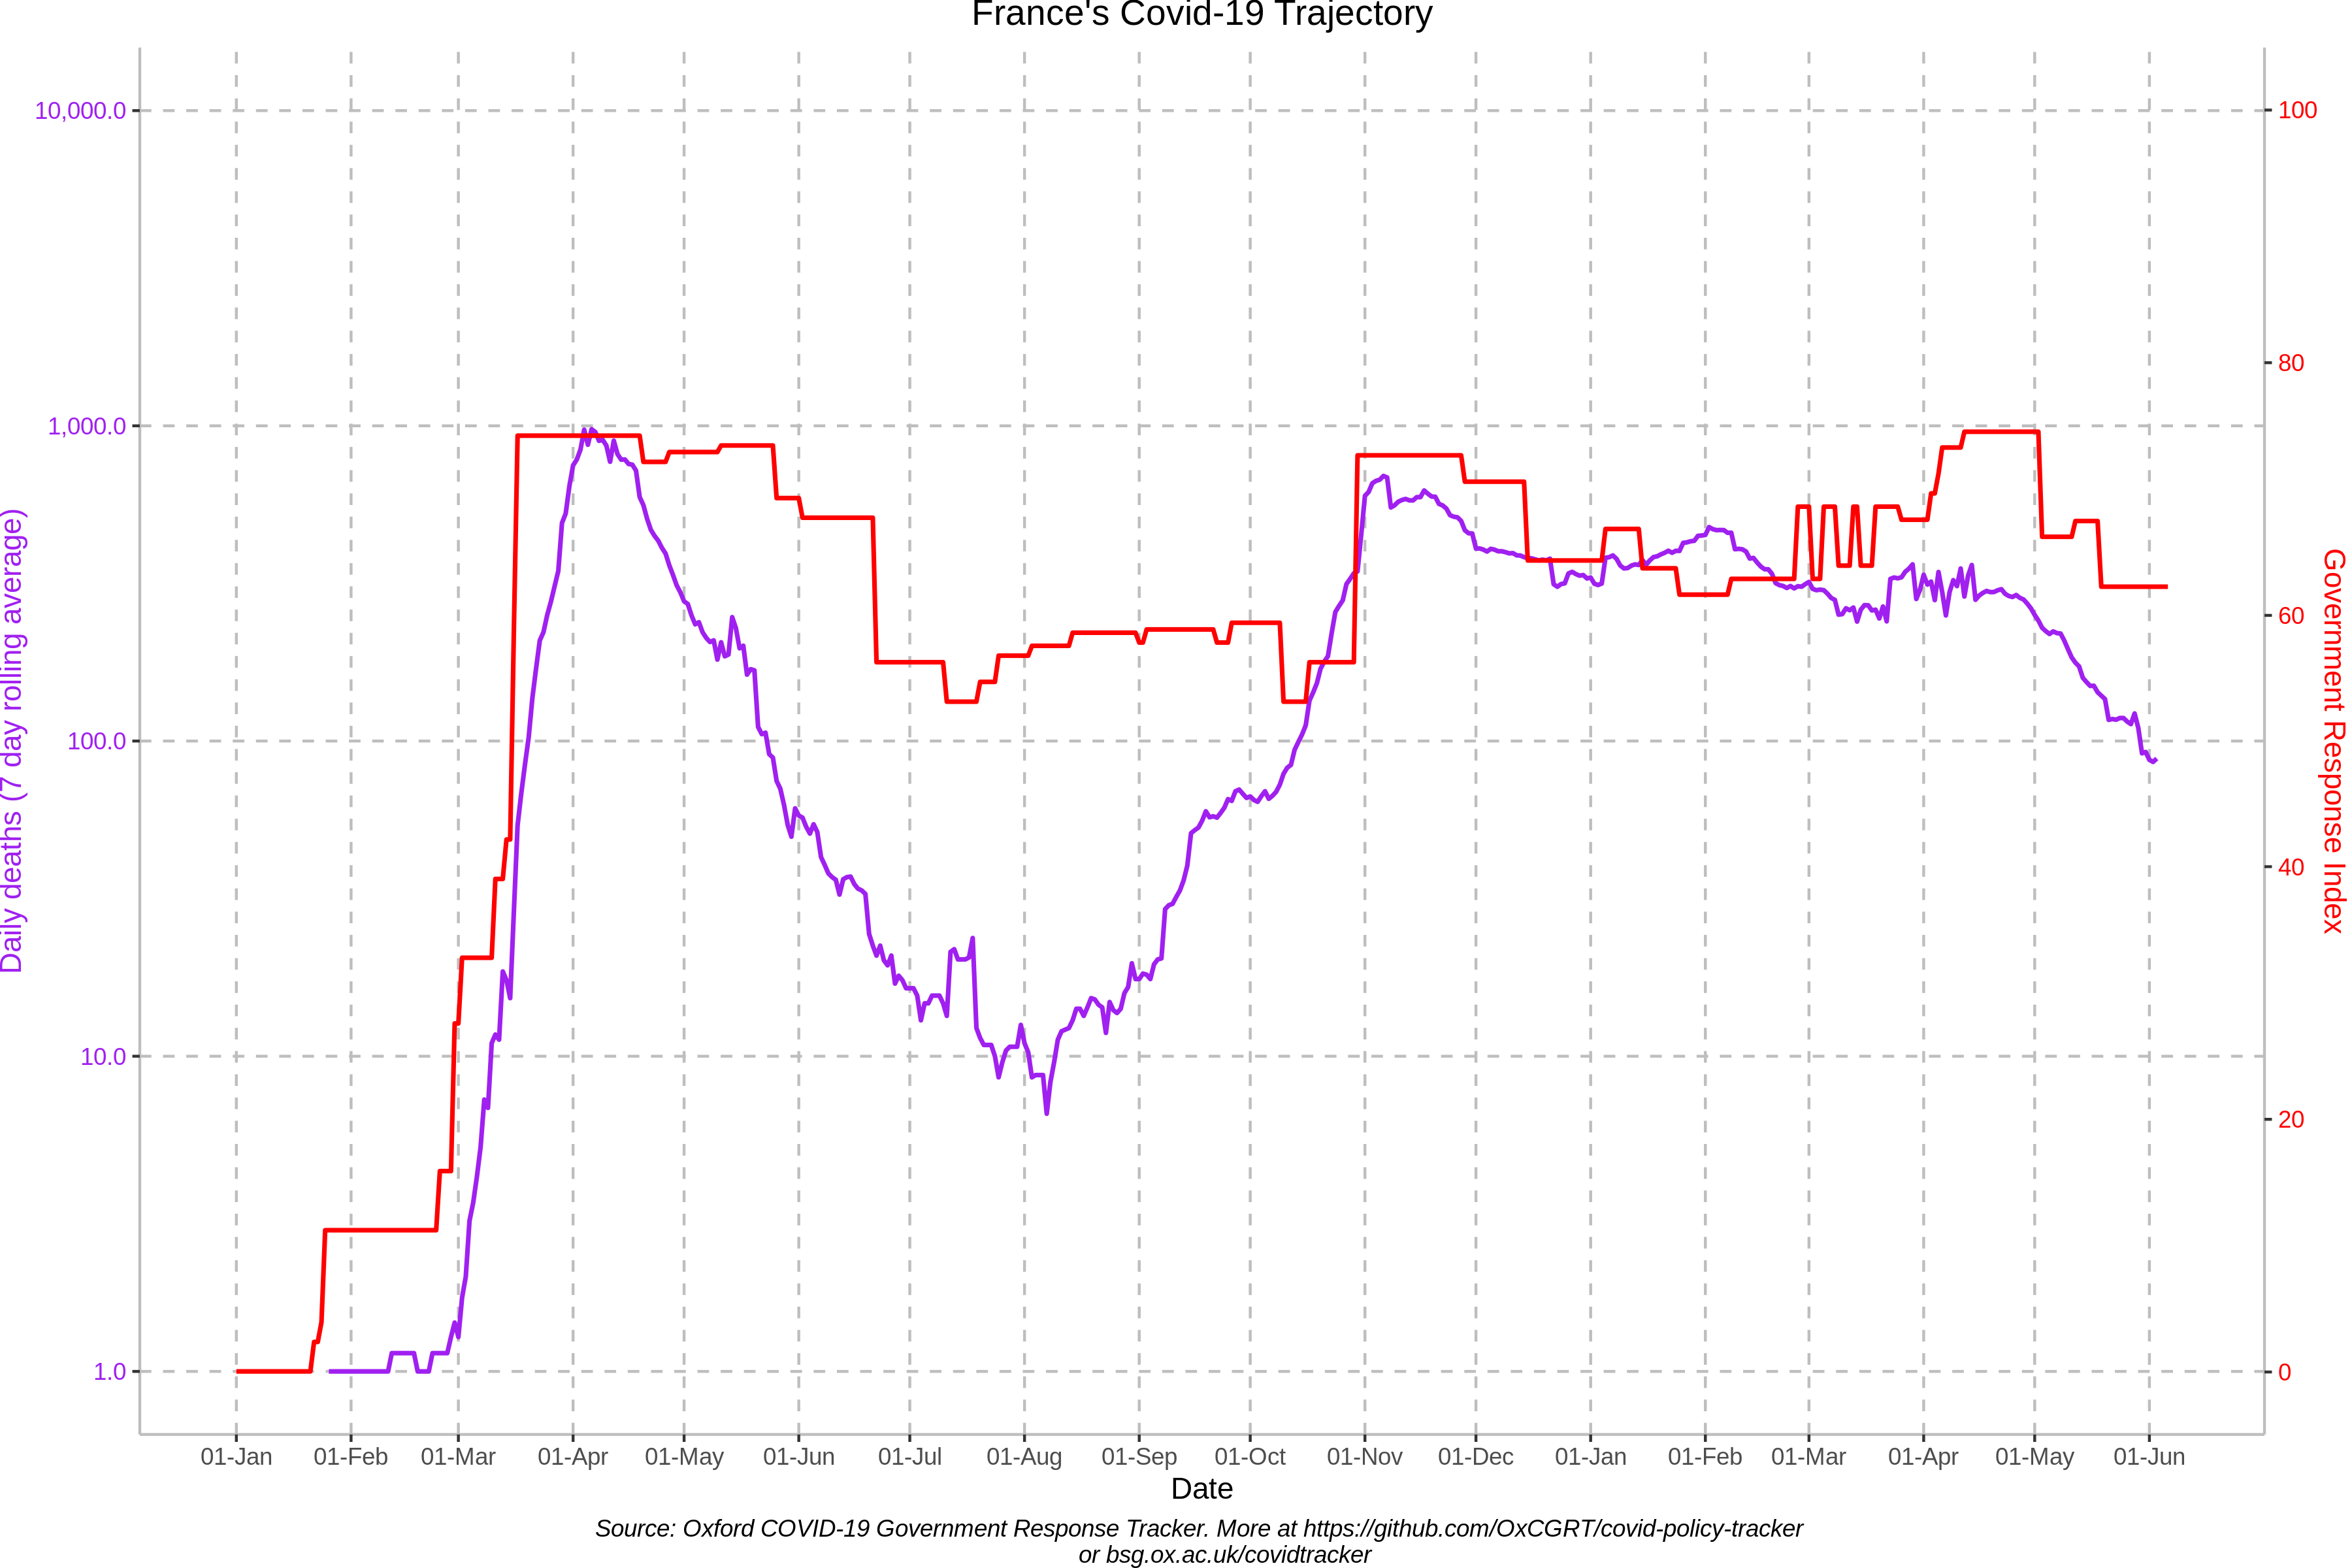 France's Covid-19 Trajectory
10,000.0
1,000.0
100.0
10.0
1.0
Daily deaths (7 day rolling average)
100
80
60
40
20
0
Government Response Index
01-Jan 01-Feb 01-Mar 01-Apr 01-May 01-Jun 01-Jul 01-Aug 01-Sep 01-Oct 01-Nov 01-Dec 01-Jan 01-Feb 01-Mar 01-Apr 01-May 01-Jun
Date
Source: Oxford COVID-19 Government Response Tracker. More at https://github.com/OxCGRT/covid-policy-tracker
or bsg.ox.ac.uk/covidtracker